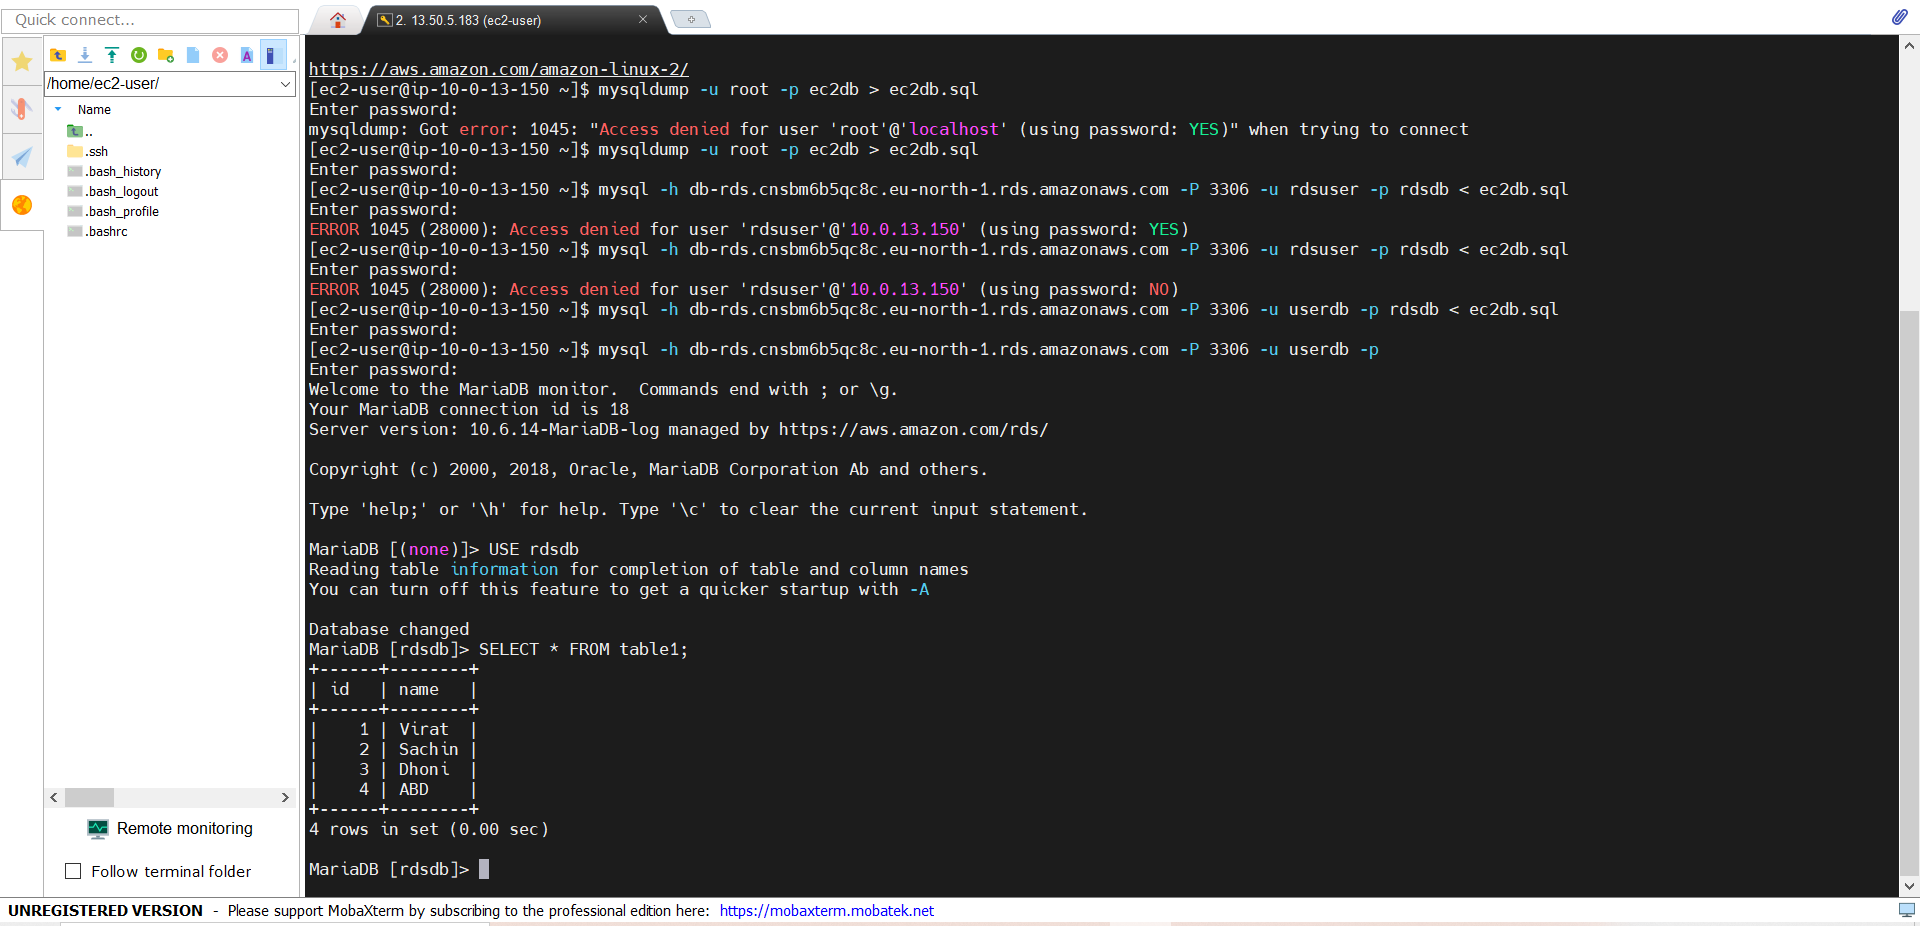 Quick connect...
2. 13.50.5.183 (ec2-user)
/home/ec2-user/
Name
..
.ssh
.bash_history
.bash_logout
.bash_profile
.bashrc
Remote monitoring
Follow terminal folder
https://aws.amazon.com/amazon-linux-2/
[ec2-user@ip-10-0-13-150 ~]$ mysqldump -u root -p ec2db > ec2db.sql
Enter password:
mysqldump: Got error: 1045: "Access denied for user 'root'@'localhost' (using password: YES)" when trying to connect
[ec2-user@ip-10-0-13-150 ~]$ mysqldump -u root -p ec2db > ec2db.sql
Enter password:
[ec2-user@ip-10-0-13-150 ~]$ mysql -h db-rds.cnsbm6b5qc8c.eu-north-1.rds.amazonaws.com -P 3306 -u rdsuser -p rdsdb < ec2db.sql
Enter password:
ERROR 1045 (28000): Access denied for user 'rdsuser'@'10.0.13.150' (using password: YES)
[ec2-user@ip-10-0-13-150 ~]$ mysql -h db-rds.cnsbm6b5qc8c.eu-north-1.rds.amazonaws.com -P 3306 -u rdsuser -p rdsdb < ec2db.sql
Enter password:
ERROR 1045 (28000): Access denied for user 'rdsuser'@'10.0.13.150' (using password: NO)
[ec2-user@ip-10-0-13-150 ~]$ mysql -h db-rds.cnsbm6b5qc8c.eu-north-1.rds.amazonaws.com -P 3306 -u userdb -p rdsdb < ec2db.sql
Enter password:
[ec2-user@ip-10-0-13-150 ~]$ mysql -h db-rds.cnsbm6b5qc8c.eu-north-1.rds.amazonaws.com -P 3306 -u userdb -p
Enter password:
Welcome to the MariaDB monitor.  Commands end with ; or \g.
Your MariaDB connection id is 18
Server version: 10.6.14-MariaDB-log managed by https://aws.amazon.com/rds/
Copyright (c) 2000, 2018, Oracle, MariaDB Corporation Ab and others.
Type 'help;' or '\h' for help. Type '\c' to clear the current input statement.
MariaDB [(none)]> USE rdsdb
Reading table information for completion of table and column names
You can turn off this feature to get a quicker startup with -A
Database changed
MariaDB [rdsdb]> SELECT * FROM table1;
+------+--------+
| id   | name   |
+------+--------+
|    1 | Virat  |
|    2 | Sachin |
|    3 | Dhoni  |
|    4 | ABD    |
+------+--------+
4 rows in set (0.00 sec)
MariaDB [rdsdb]>
UNREGISTERED VERSION - Please support MobaXterm by subscribing to the professional edition here: https://mobaxterm.mobatek.net